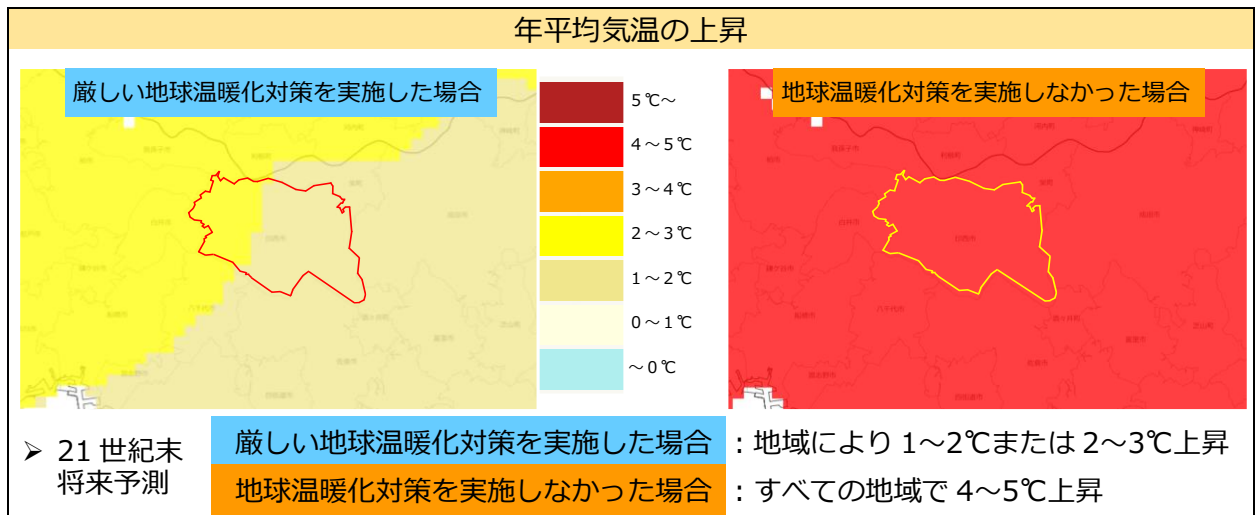 年平均気温の上昇
厳しい地球温暖化対策を実施した場合
5℃～
4～5℃
3～4℃
2～3℃
1～2℃
0～1℃
～0℃
地球温暖化対策を実施しなかった場合
➢ 21世紀末
将来予測
厳しい地球温暖化対策を実施した場合：地域により1～2℃または2～3℃上昇
地球温暖化対策を実施しなかった場合：すべての地域で4～5℃上昇